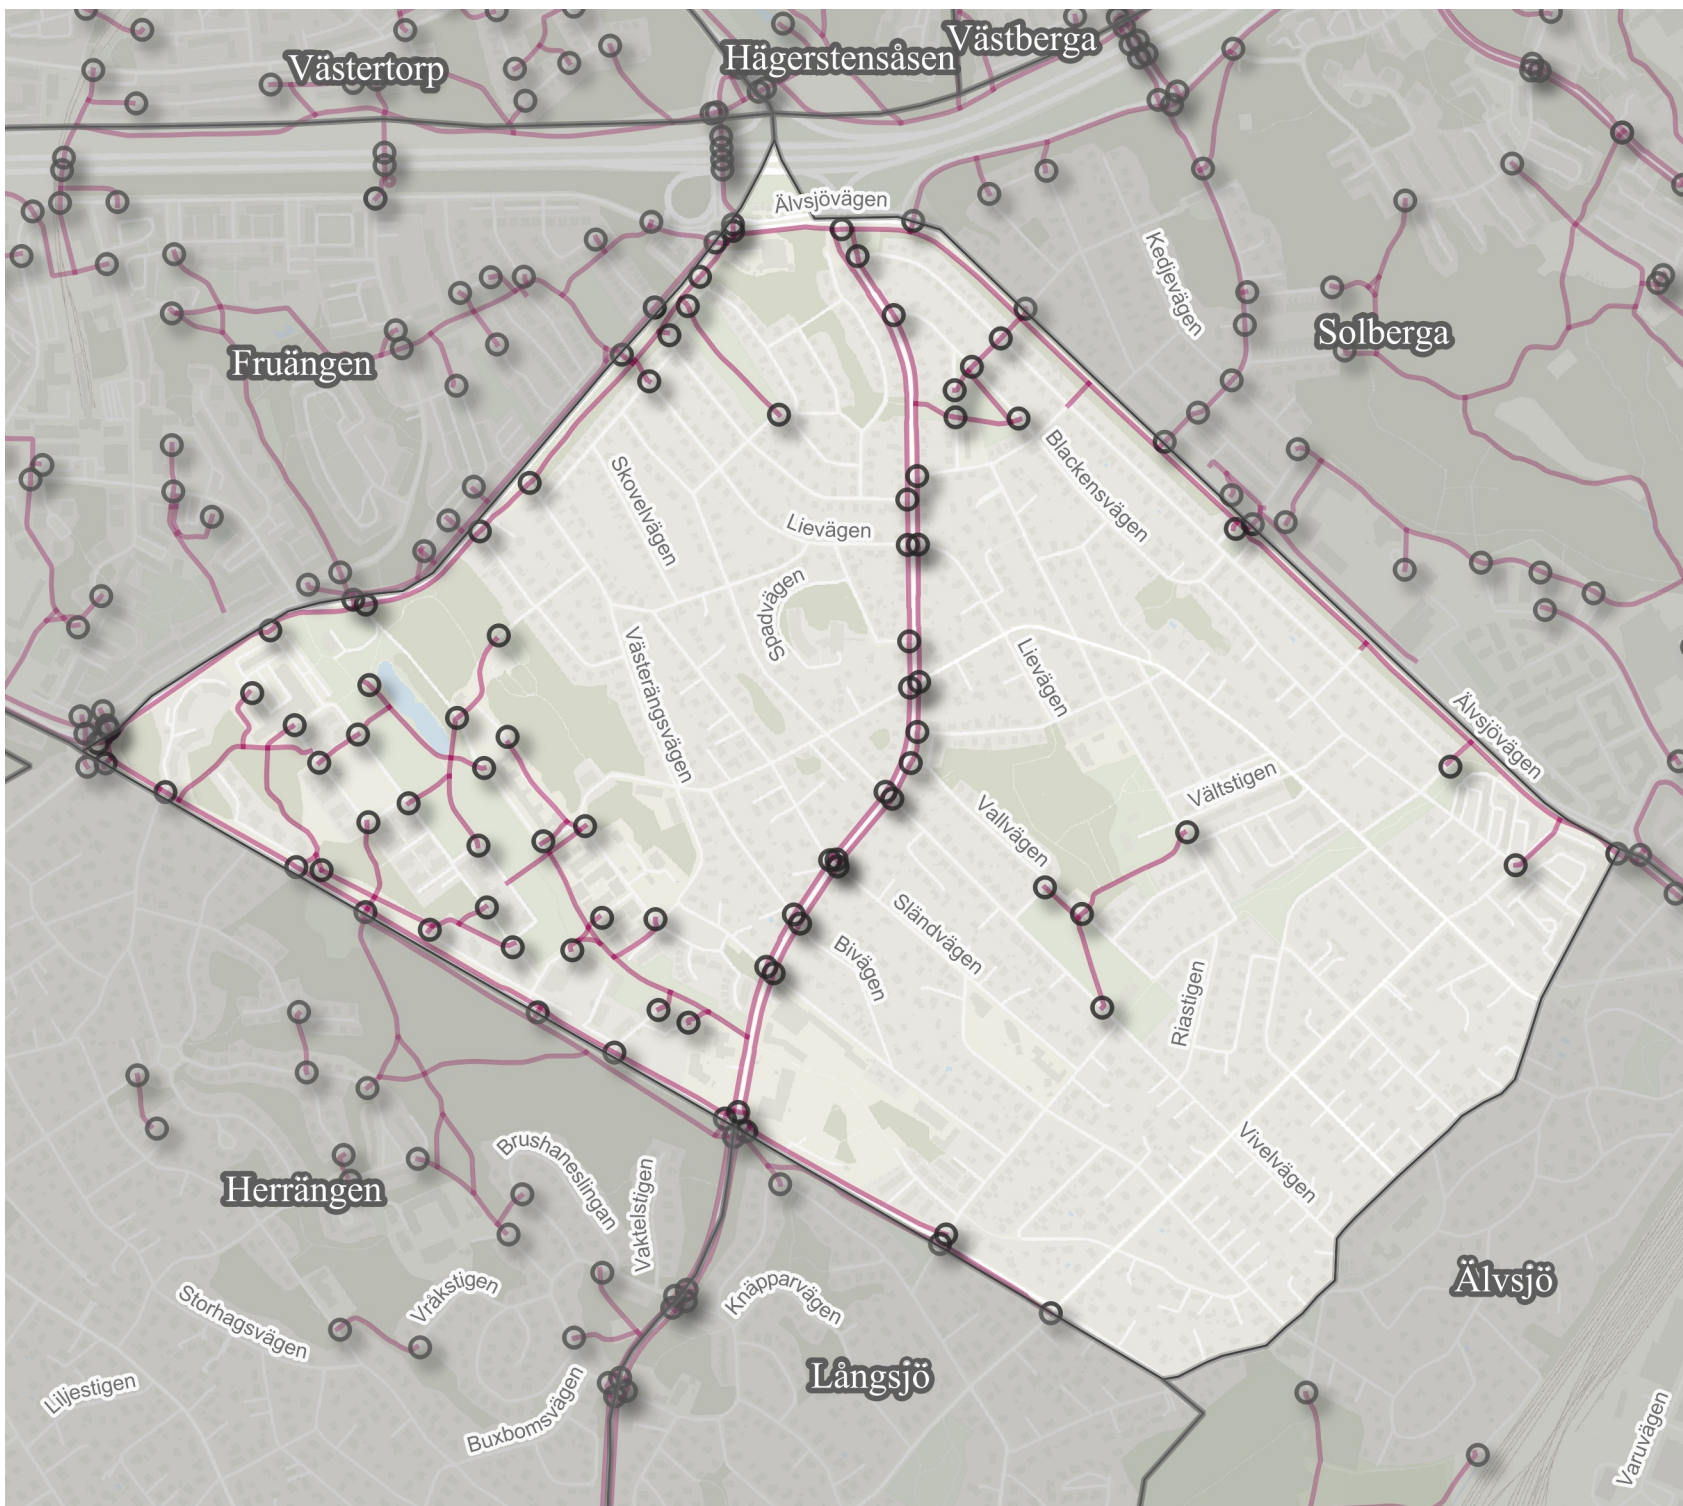 Västberga
Hägerstensåsen
Västertorp
Älvsjövägen
Kedjevägen
Solberga
Fruängen
Blackensvägen
Skovelvägen
Lievägen
Spadvägen
Västerängsvägen
Lievägen
Älvsjövägen
Vältstigen
Vallvägen
Sländvägen
Bivägen
Riastigen
Vivelvägen
Brushaneslingan
Vaktelstigen
Herrängen
Älvsjö
Knäpparvägen
Vråkstigen
Storhagsvägen
Långsjö
Liljestigen
Buxbomsvägen
Varuvägen